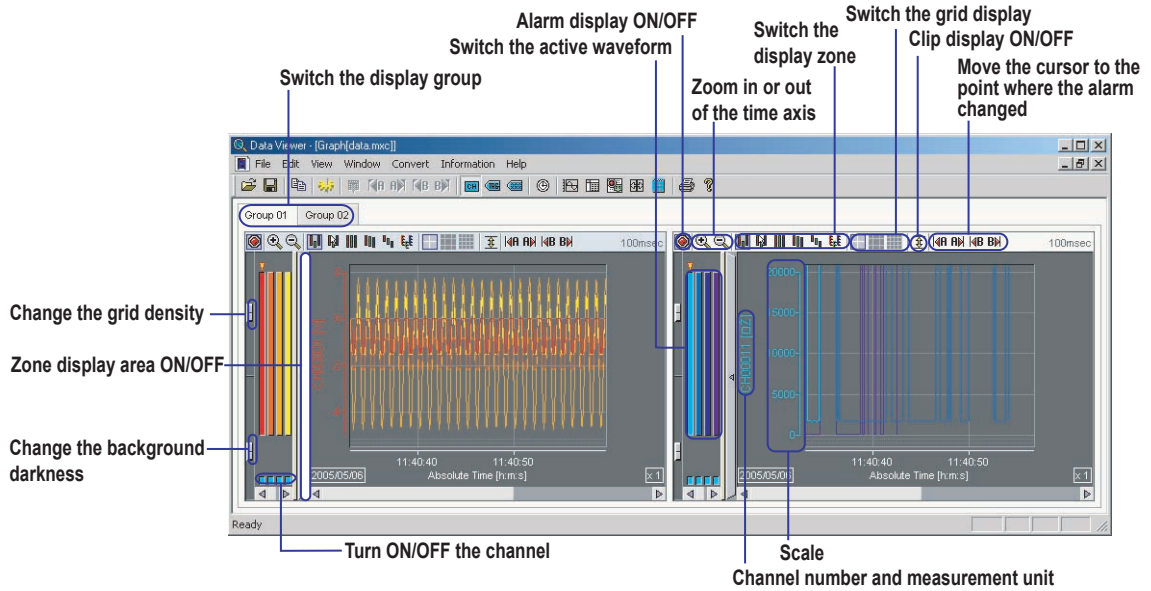 Alarm display ON/OFF
Switch the active waveform
Switch the display group
Switch the
display zone
Zoom in or out
of the time axis
Switch the grid display
Clip display ON/OFF
Move the cursor to the
point where the alarm
changed
Data Viewer - [Graph[data.mxc]]
File Edit View Window Convert Information Help
Group 01 Group 02
100msec
100msec
Change the grid density
Zone display area ON/OFF
Change the background
darkness
20000-
15000-
10000-
5000-
0-
CH00011 [ΩZ]
11:40:40 11:40:50
2005/05/06 Absolute Time [h:m:s] x 1
11:40:40 11:40:50
2005/05/06 Absolute Time [h:m:s] x 1
Ready
Turn ON/OFF the channel
Scale
Channel number and measurement unit